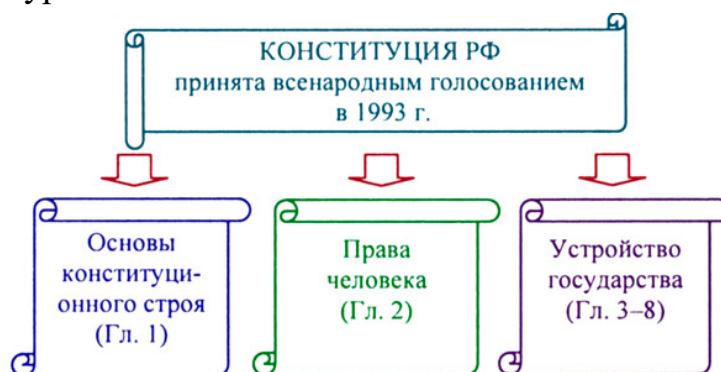 КОНСТИТУЦИЯ РФ
принята всенародным голосованием
в 1993 г.
Основы
конституци-
онного строя
(Гл. 1)
Права
человека
(Гл. 2)
Устройство
государства
(Гл. 3–8)